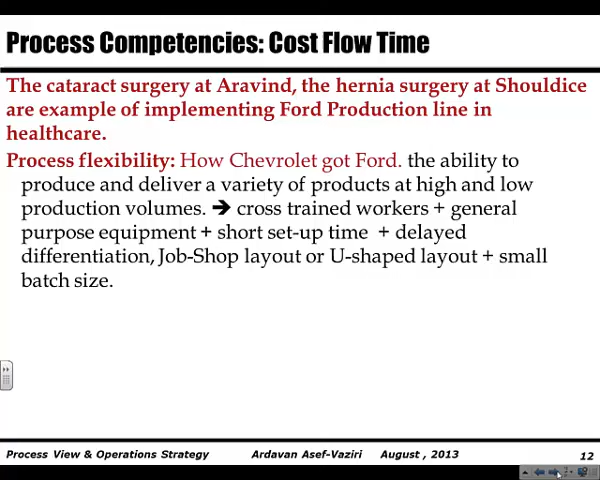 Process Competencies: Cost Flow Time
The cataract surgery at Aravind, the hernia surgery at Shouldice
are example of implementing Ford Production line in
healthcare.
Process flexibility: How Chevrolet got Ford. the ability to
produce and deliver a variety of products at high and low
production volumes. ➔ cross trained workers + general
purpose equipment + short set-up time + delayed
differentiation, Job-Shop layout or U-shaped layout + small
batch size.
Process View & Operations Strategy Ardavan Asef-Vaziri August , 2013 12